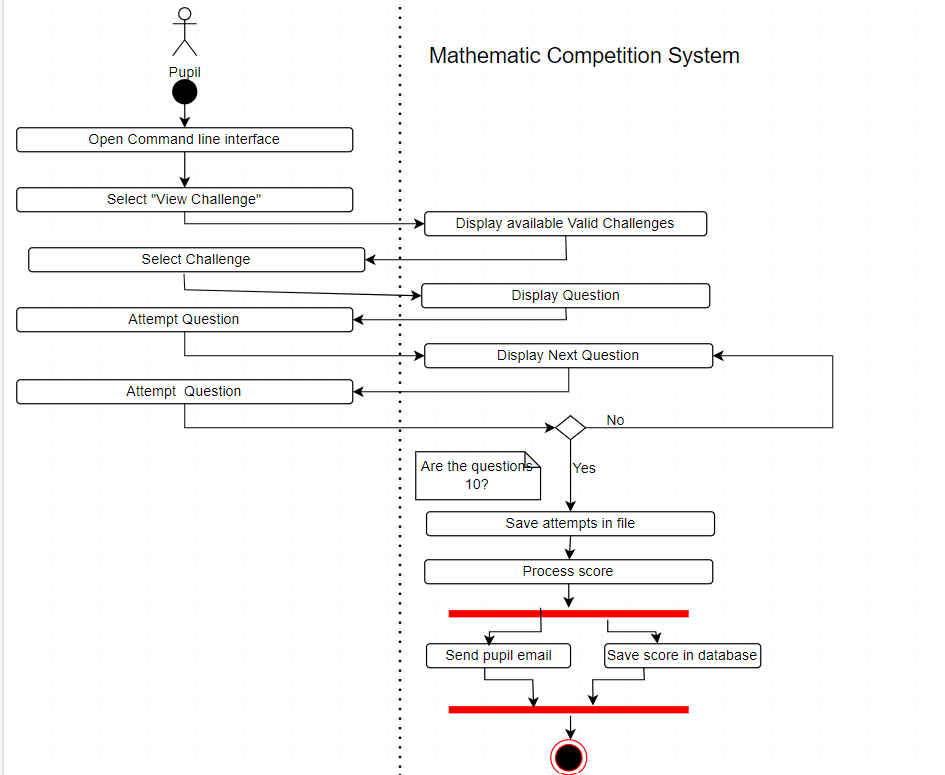 Mathematic Competition System
Pupil
Open Command line interface
Select "View Challenge"
Display available Valid Challenges
Select Challenge
Display Question
Attempt Question
Display Next Question
Attempt  Question
No
Are the questions
10?
Yes
Save attempts in file
Process score
Send pupil email
Save score in database